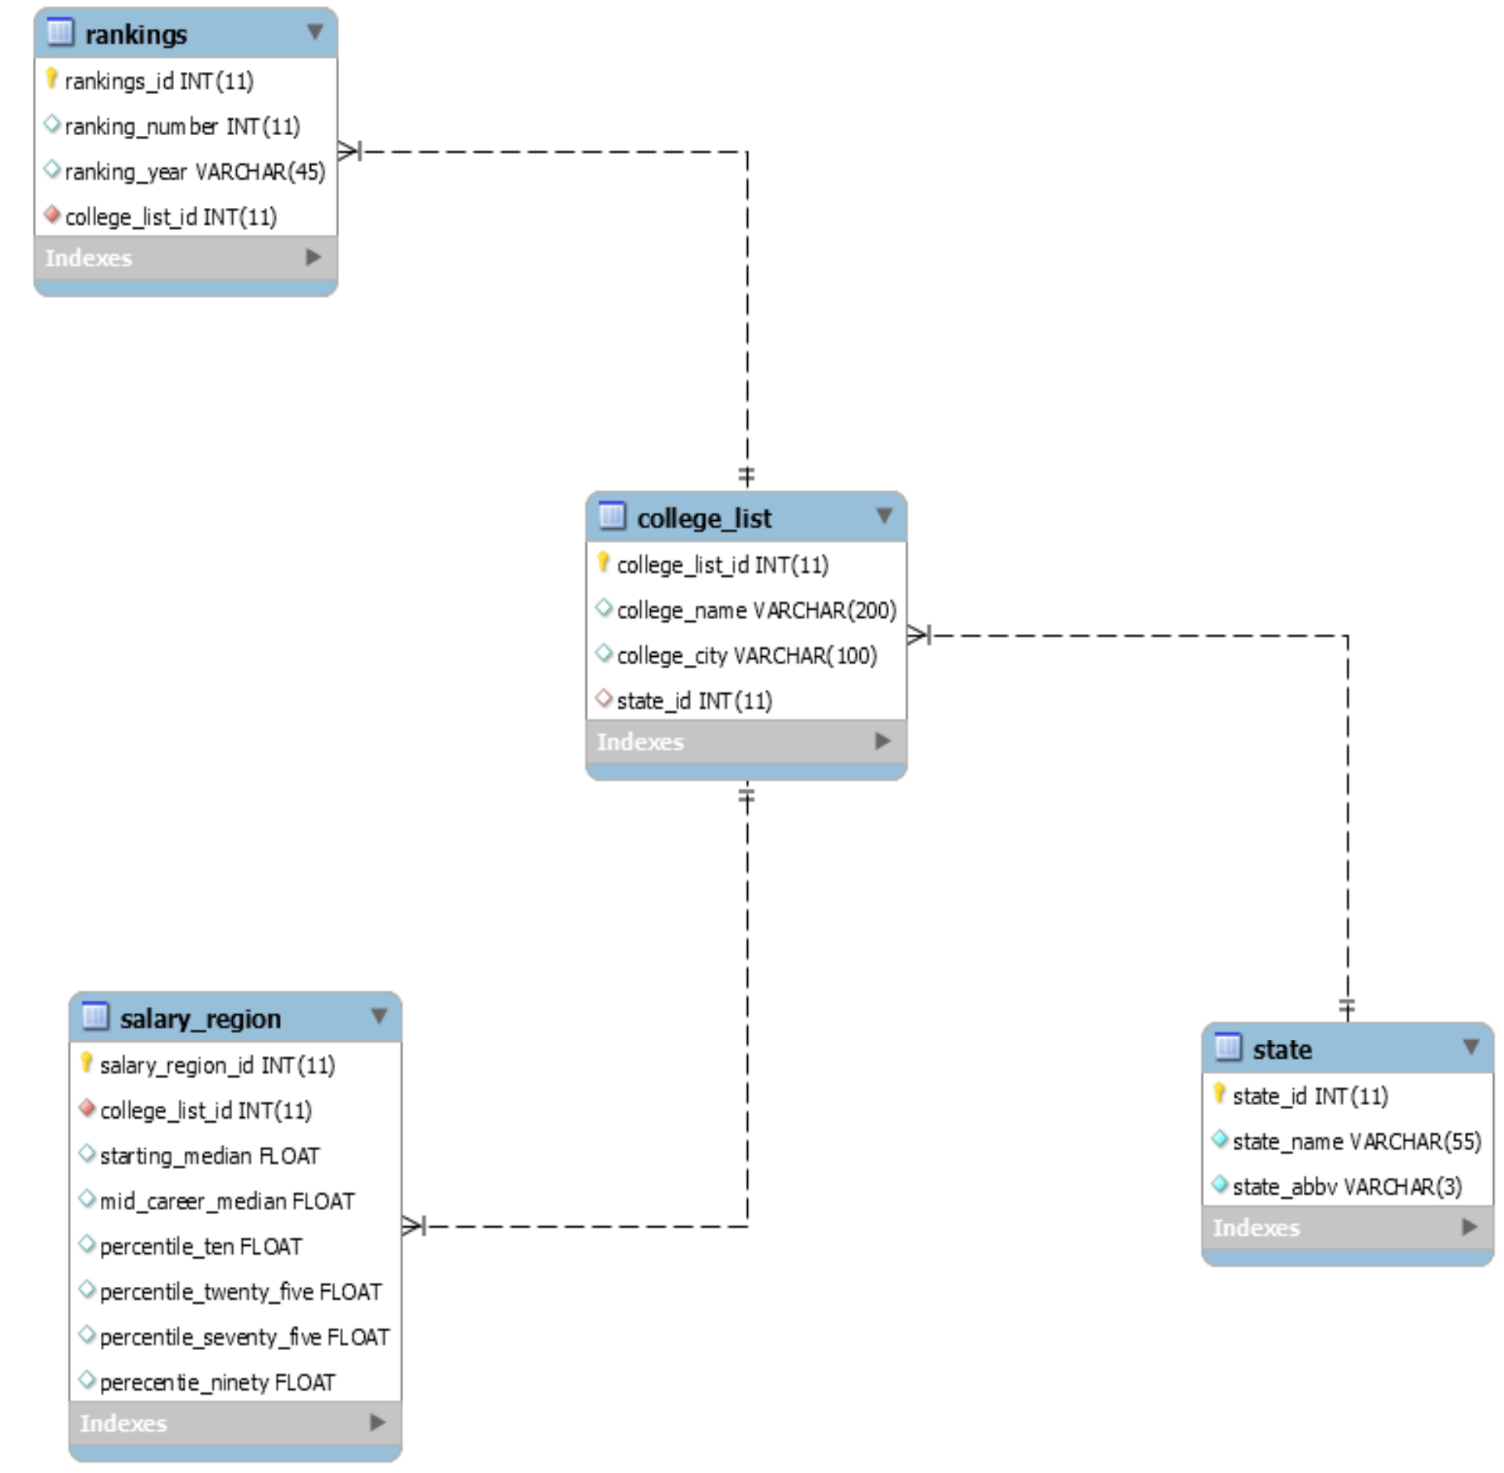 rankings
rankings_id INT(11)
ranking_number INT(11)
ranking_year VARCHAR(45)
college_list_id INT(11)
Indexes
college_list
college_list_id INT(11)
college_name VARCHAR(200)
college_city VARCHAR(100)
state_id INT(11)
Indexes
salary_region
salary_region_id INT(11)
college_list_id INT(11)
starting_median FLOAT
mid_career_median FLOAT
percentile_ten FLOAT
percentile_twenty_five FLOAT
percentile_seventy_five FLOAT
perecentie_ninety FLOAT
Indexes
state
state_id INT(11)
state_name VARCHAR(55)
state_abbv VARCHAR(3)
Indexes